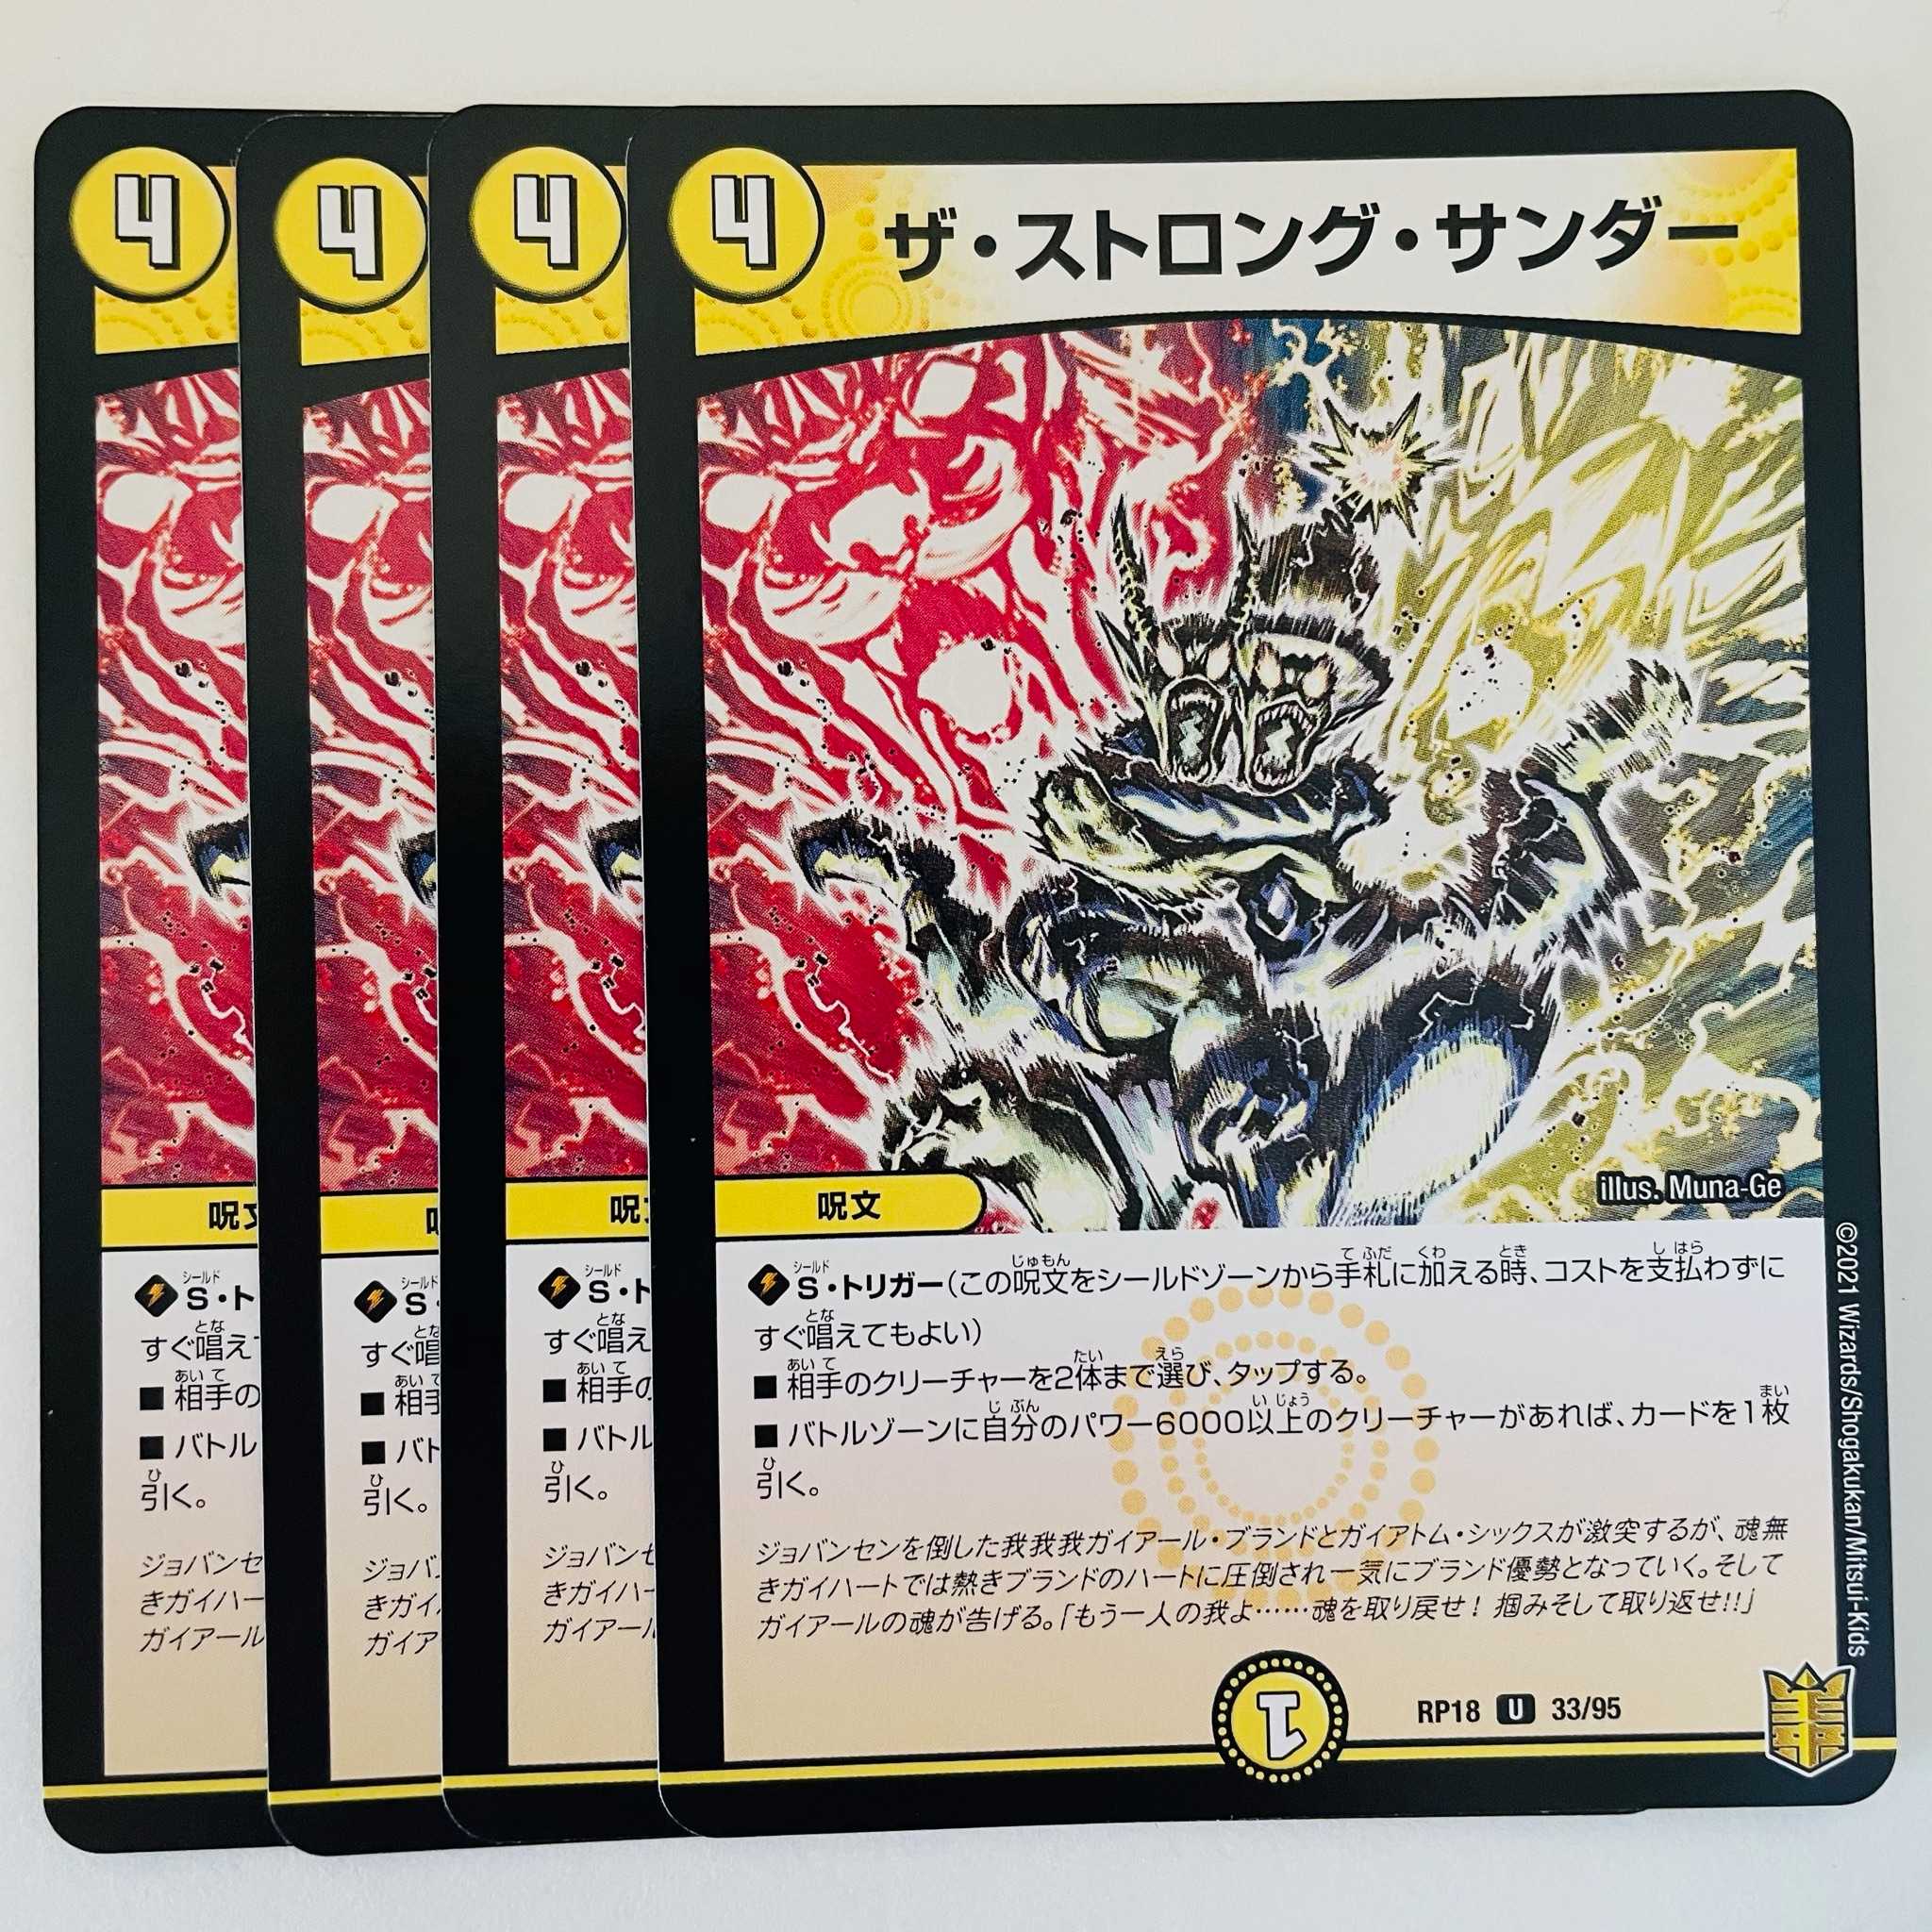 4
4
4
4
ザ・ストロング・サンダー
illus. Muna-Ge
呪文
呪
呪文
S・トリガー(この呪文をシールドゾーンから手札に加える時、コストを支払わずに
すぐ唱えてもよい)
■ 相手のクリーチャーを2体まで選び、タップする。
■ バトルゾーンに自分のパワー6000以上のクリーチャーがあれば、カードを1枚
引く。
ジョバンセンを倒した我我我ガイアール・ブランドとガイアトム・シックスが激突するが、魂無
きガイハートでは熱きブランドのハートに圧倒され一気にブランド優勢となっていく。そして
ガイアールの魂が告げる。「もう一人の我よ……魂を取り戻せ! 掴みそして取り返せ!!」
1
RP18 U 33/95
©2021 Wizards/Shogakukan/Mitsui-Kids
S・ト
すぐ唱え
■ 相手の
■ バトル
引く。
ジョバンセ
きガイハー
ガイアール
S・
すぐ唱
■ 相手
■ バト
引く。
ジョバ
きガイ
ガイア
S・ト
すぐ唱え
■ 相手の
■ バトル
引く。
ジョバンセ
きガイハー
ガイアール